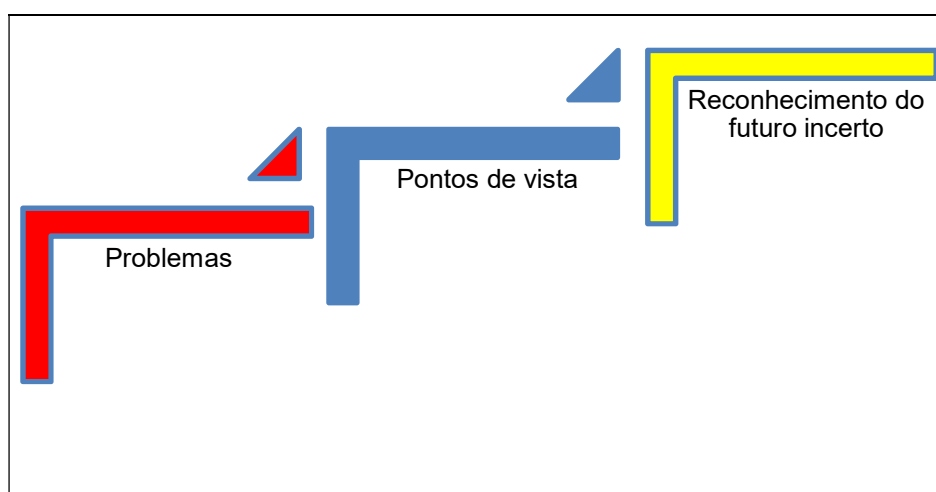 Problemas
Pontos de vista
Reconhecimento do
futuro incerto